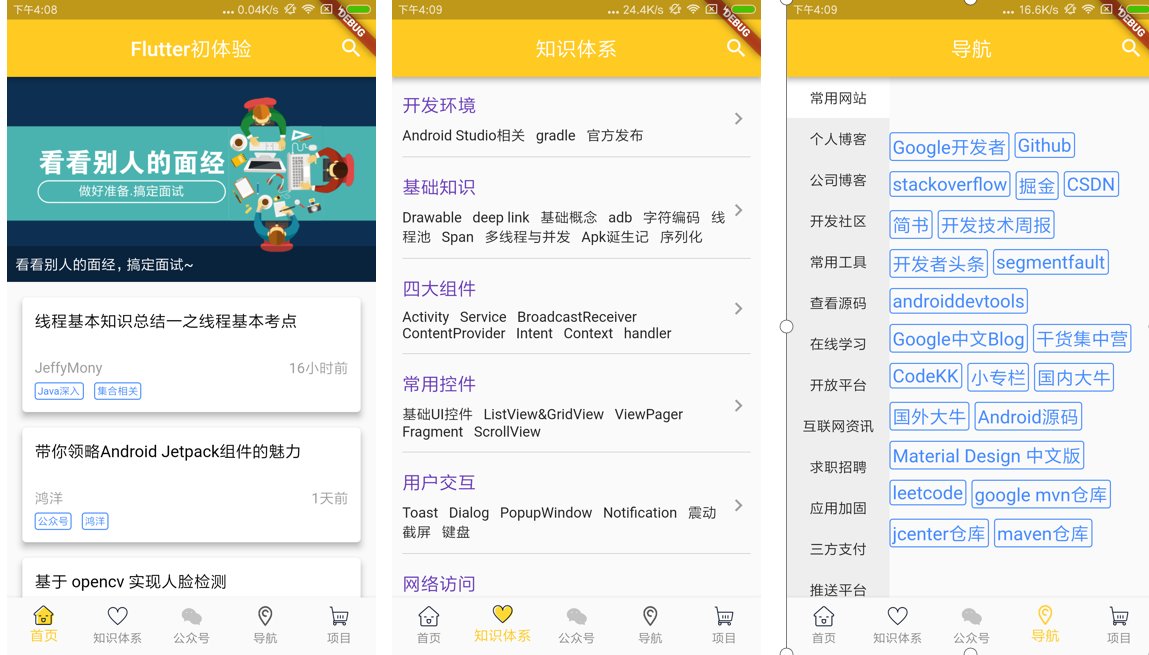 下午4:08
... 0.04K/s
DEBUG
Flutter初体验
看看别人的面经
做好准备.搞定面试
看看别人的面经，搞定面试~
线程基本知识总结一之线程基本考点
JeffyMony
16小时前
Java深入
集合相关
带你领略Android Jetpack组件的魅力
鸿洋
1天前
公众号
鸿洋
基于 opencv 实现人脸检测
首页
知识体系
公众号
导航
项目
下午4:09
... 24.4K/s
DEBUG
知识体系
开发环境
Android Studio相关 gradle 官方发布
基础知识
Drawable deep link 基础概念 adb 字符编码 线
程池 Span 多线程与并发 Apk诞生记 序列化
四大组件
Activity Service BroadcastReceiver
ContentProvider Intent Context handler
常用控件
基础UI控件 ListView&GridView ViewPager
Fragment ScrollView
用户交互
Toast Dialog PopupWindow Notification 震动
截屏 键盘
网络访问
首页
知识体系
公众号
导航
项目
下午4:09
... 16.6K/s
DEBUG
导航
常用网站
个人博客
公司博客
开发社区
常用工具
查看源码
在线学习
开放平台
互联网资讯
求职招聘
应用加固
三方支付
推送平台
Google开发者 Github
stackoverflow 掘金 CSDN
简书 开发技术周报
开发者头条 segmentfault
androiddevtools
Google中文Blog 干货集中营
CodeKK 小专栏 国内大牛
国外大牛 Android源码
Material Design 中文版
leetcode google mvn仓库
jcenter仓库 maven仓库
首页
知识体系
公众号
导航
项目